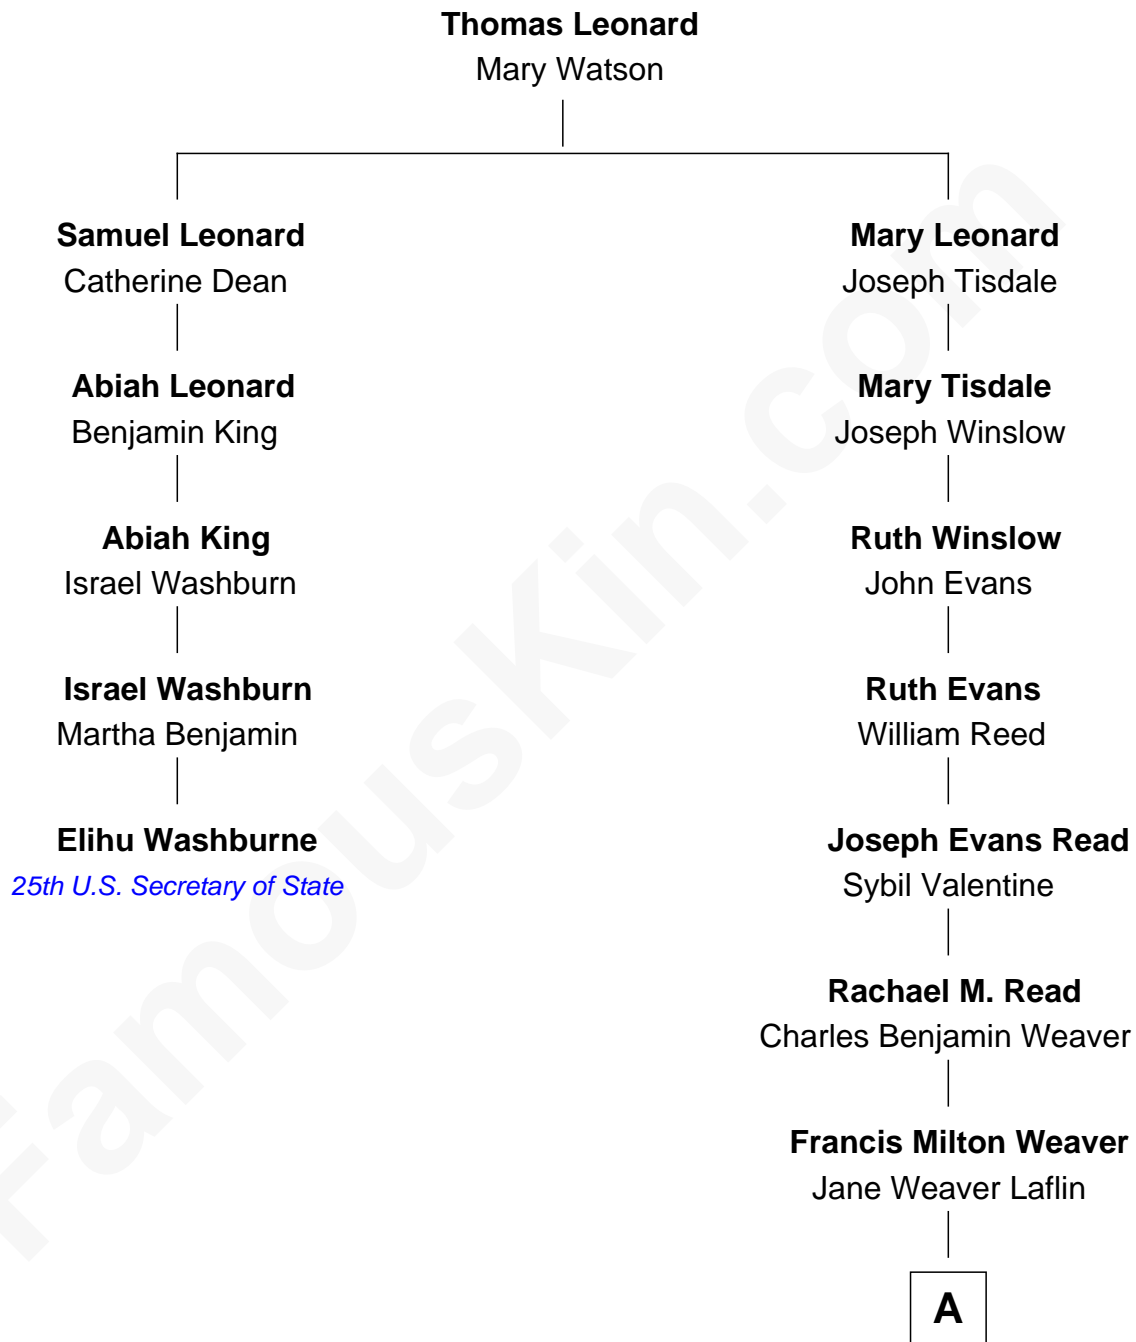 Thomas Leonard
Mary Watson
Samuel Leonard
Catherine Dean
Mary Leonard
Joseph Tisdale
Abiah Leonard
Benjamin King
Mary Tisdale
Joseph Winslow
Abiah King
Israel Washburn
Ruth Winslow
John Evans
Israel Washburn
Martha Benjamin
Ruth Evans
William Reed
Elihu Washburne
25th U.S. Secretary of State
Joseph Evans Read
Sybil Valentine
Rachael M. Read
Charles Benjamin Weaver
Francis Milton Weaver
Jane Weaver Laflin
A
FamousKin.com